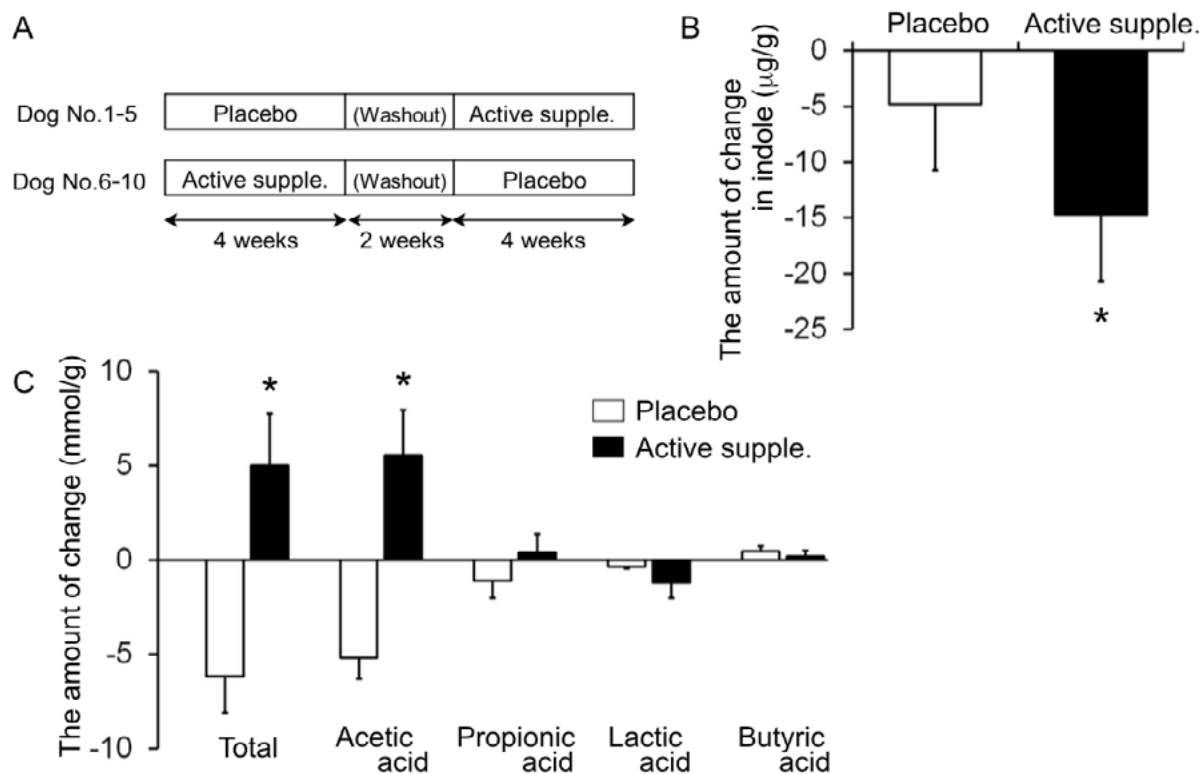 A
Dog No.1-5
Placebo
(Washout)
Active supple.
Dog No.6-10
Active supple.
(Washout)
Placebo
4 weeks
2 weeks
4 weeks
B
Placebo
Active supple.
The amount of change
in indole (μg/g)
0
-5
-10
-15
-20
-25
*
C
The amount of change (mmol/g)
10
5
0
-5
-10
*
*
Placebo
Active supple.
Total
Acetic
acid
Propionic
acid
Lactic
acid
Butyric
acid